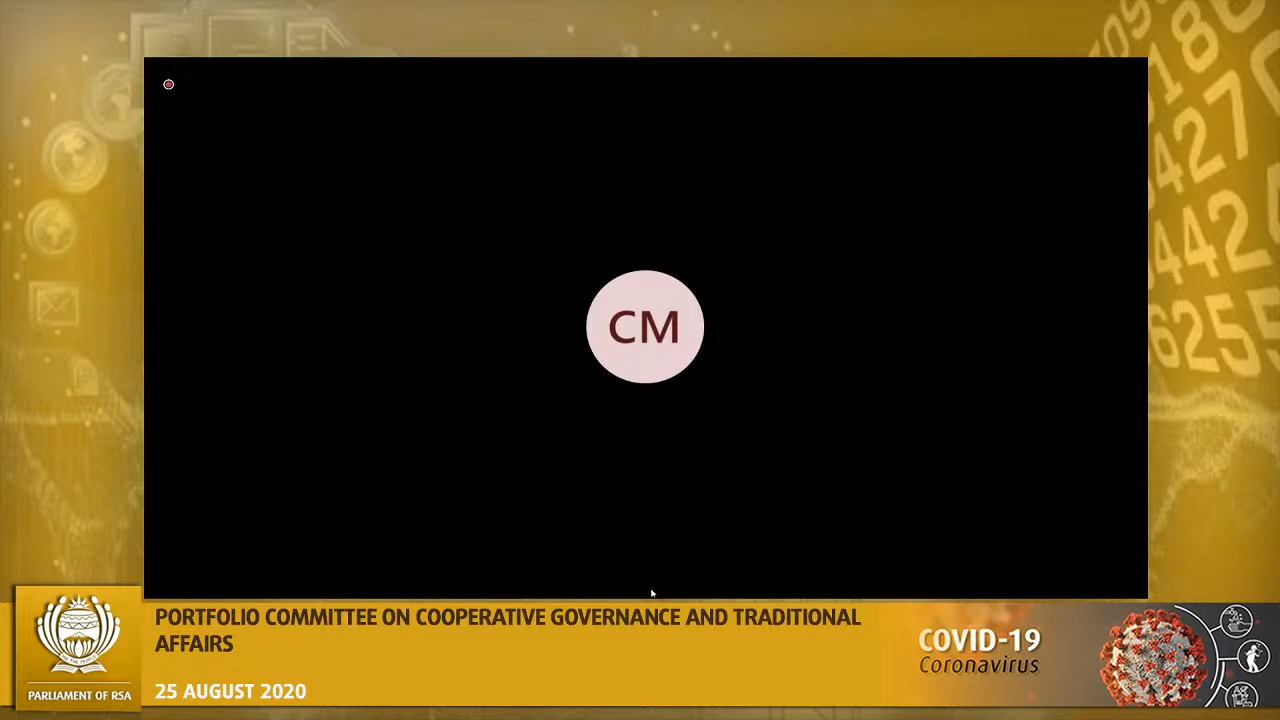 CM
PORTFOLIO COMMITTEE ON COOPERATIVE GOVERNANCE AND TRADITIONAL
AFFAIRS
25 AUGUST 2020
PARLIAMENT OF RSA
COVID-19
Coronavirus